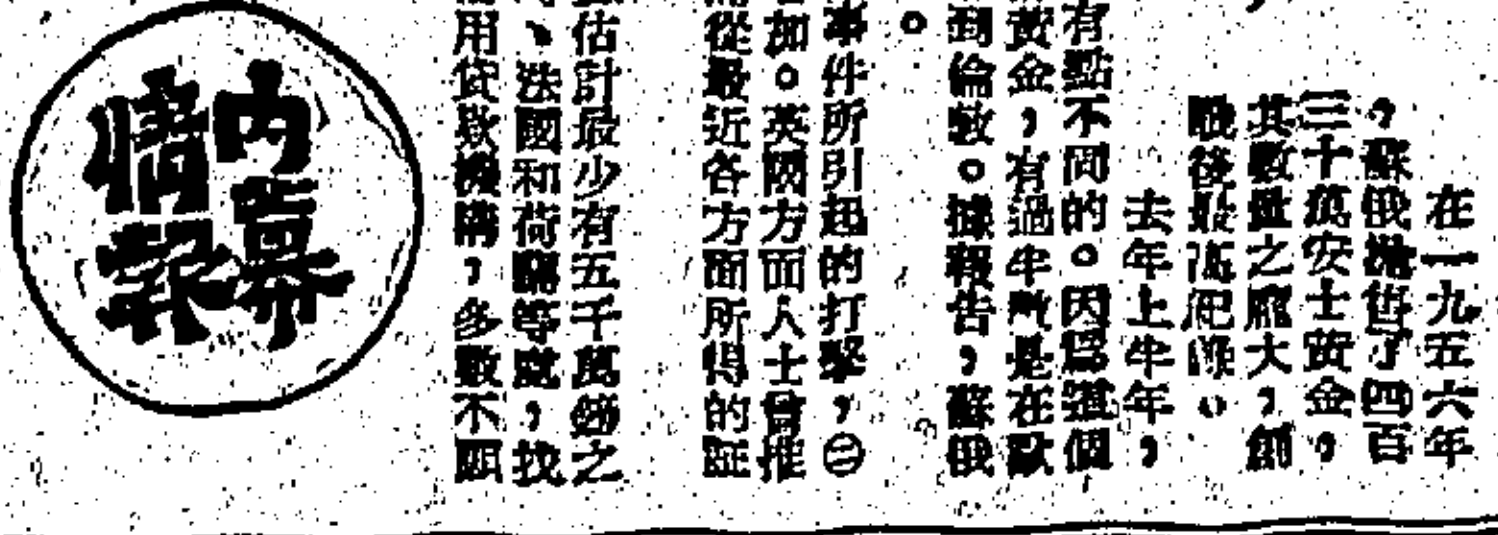 在一九五六年
，蘇俄拋售了四百
三十萬安士黃金，
其數量之龐大，創
戰後最高紀錄。
去年上半年，
有點不同的。因爲這個
黃金，有過半數是在歐
到倫敦。據報告，蘇俄
。
事件所引起的打擊，㊂
加。英國方面人士曾推
從最近各方面所得的証
估計最少有五千萬鎊之
、法國和荷蘭等處，找
用貸款機構，多數不願
內幕
情報